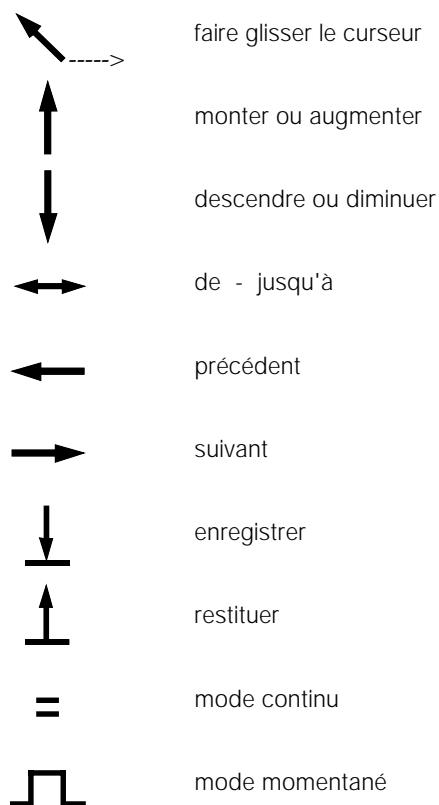 ----->
faire glisser le curseur
monter ou augmenter
descendre ou diminuer
de - jusqu'à
précédent
suivant
enregistrer
restituer
=
mode continu
mode momentané